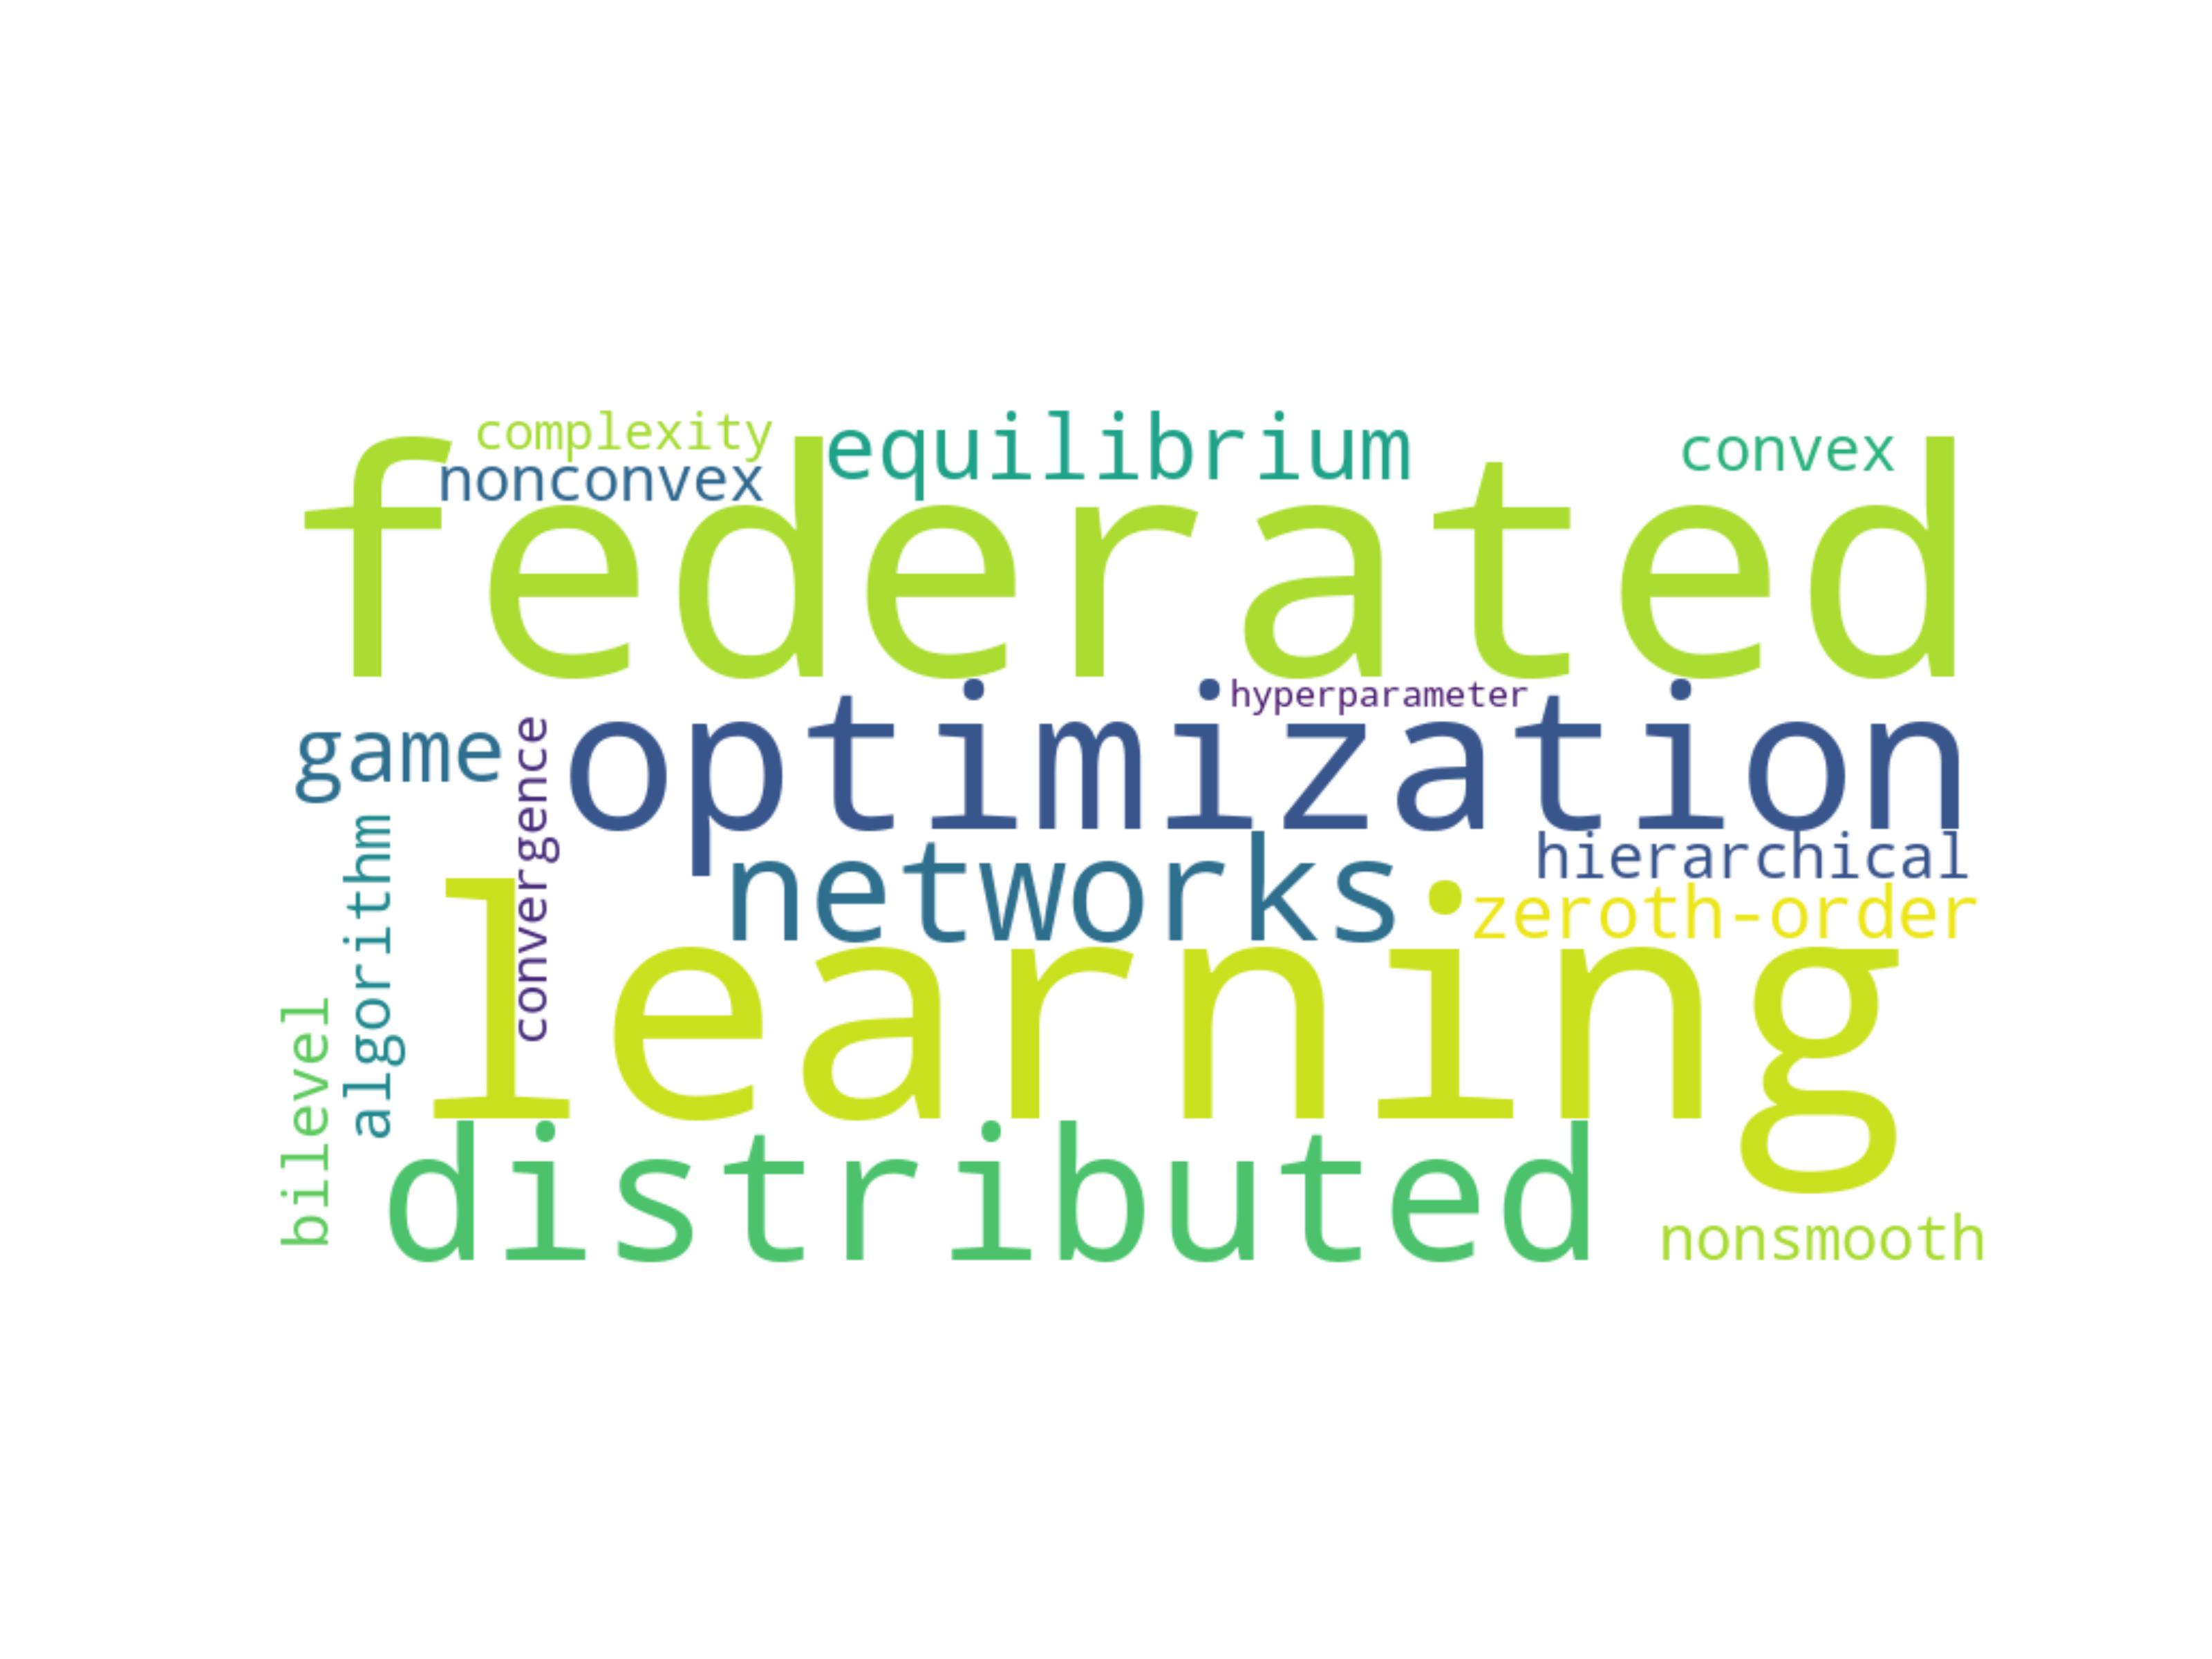 complexity
equilibrium
convex
nonconvex
federated
hyperparameter
game
convergence
optimization
algorithm
networks
hierarchical
zeroth-order
learning
bilevel
distributed
nonsmooth